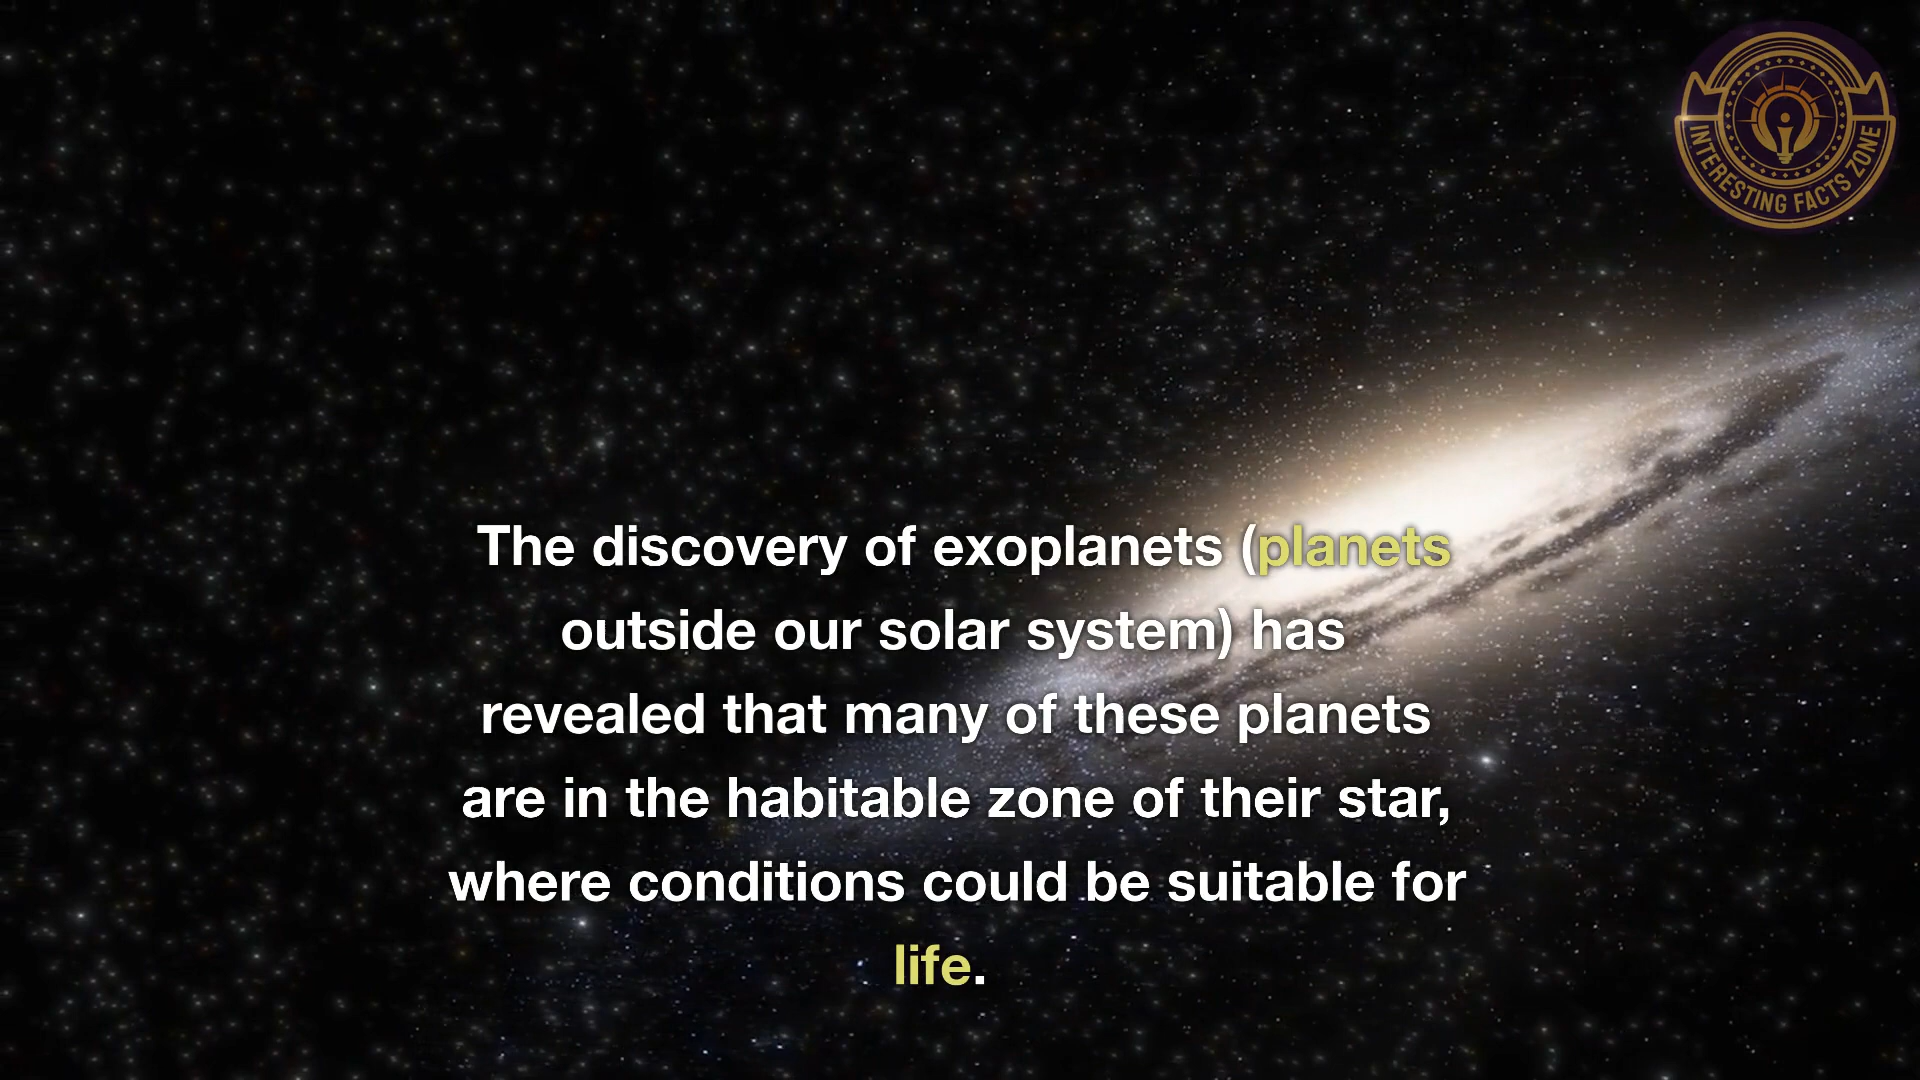 INTERESTING FACTS ZONE
The discovery of exoplanets (planets
outside our solar system) has
revealed that many of these planets
are in the habitable zone of their star,
where conditions could be suitable for
life.